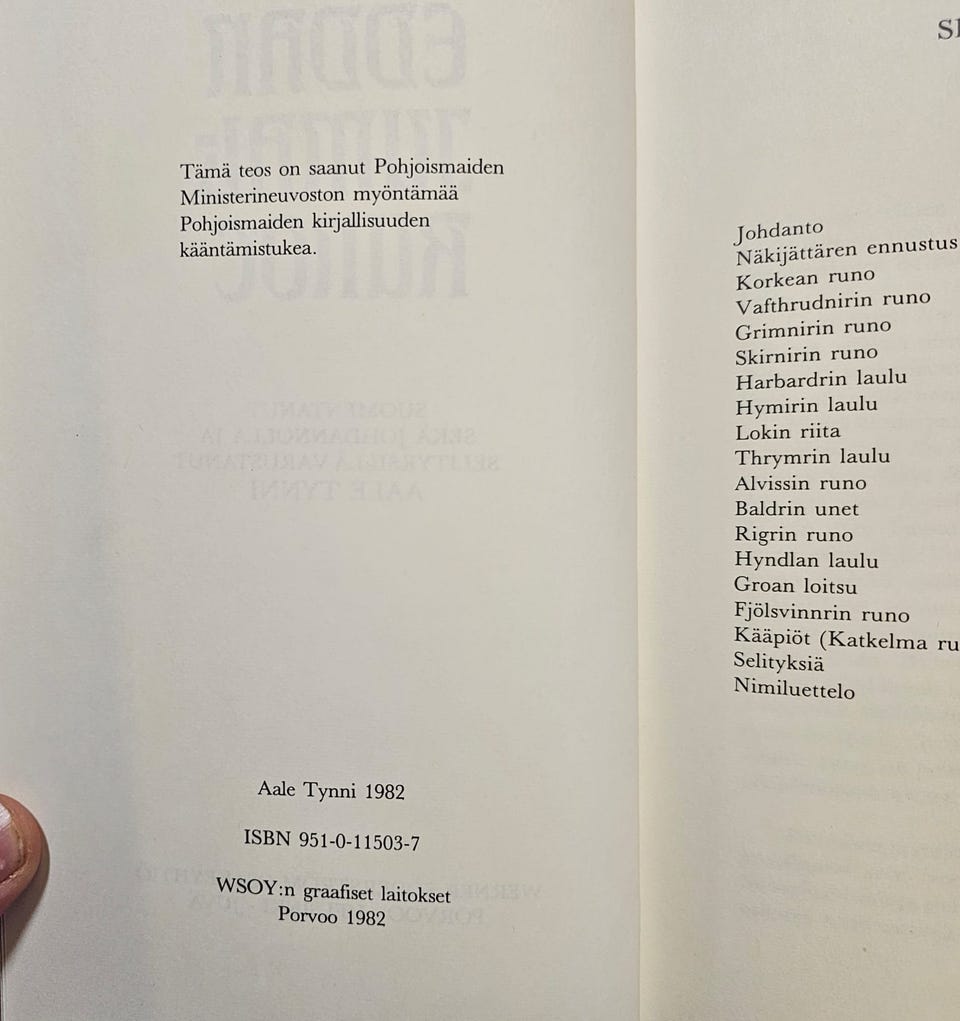 Tämä teos on saanut Pohjoismaiden
Ministerineuvoston myöntämää
Pohjoismaiden kirjallisuuden
kääntämistukea.
Aale Tynni 1982
ISBN 951-0-11503-7
WSOY:n graafiset laitokset
Porvoo 1982
Johdanto
Näkijättären ennustus
Korkean runo
Vafthrudnirin runo
Grimnirin runo
Skirnirin runo
Harbardrin laulu
Hymirin laulu
Lokin riita
Thrymrin laulu
Alvissin runo
Baldrin unet
Rigrin runo
Hyndlan laulu
Groan loitsu
Fjölsvinnrin runo
Kääpiöt (Katkelma
Selityksiä
Nimiluettelo